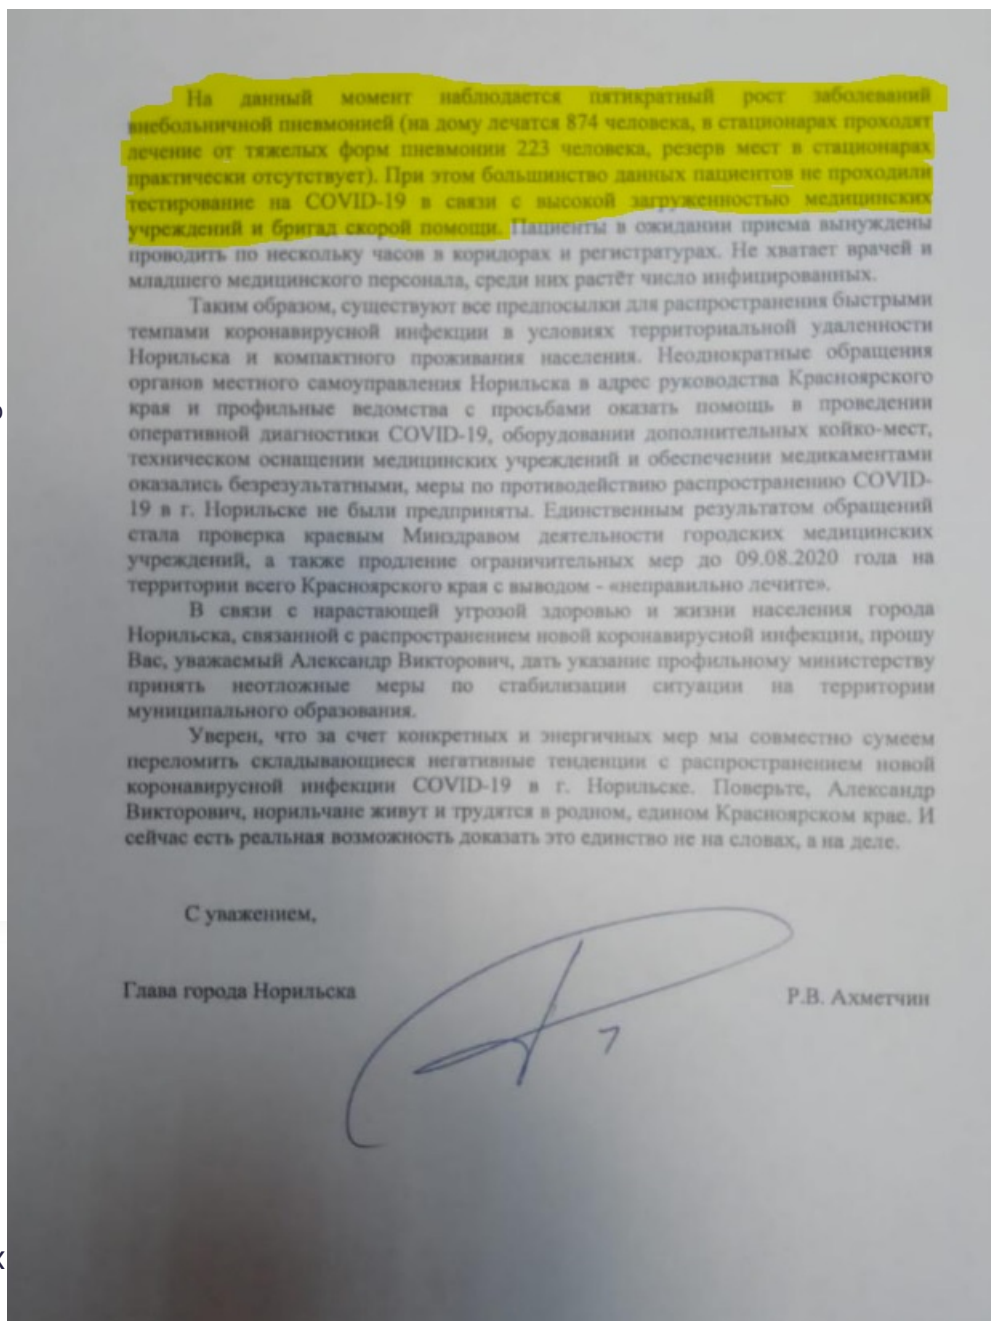 На данный момент наблюдается пятикратный рост заболеваний
внебольничной пневмонией (на дому лечатся 874 человека, в стационарах проходят
лечение от тяжелых форм пневмонии 223 человека, резерв мест в стационарах
практически отсутствует). При этом большинство данных пациентов не проходили
тестирование на COVID-19 в связи с высокой загруженностью медицинских
учреждений и бригад скорой помощи. Пациенты в ожидании приема вынуждены
проводить по нескольку часов в коридорах и регистратурах. Не хватает врачей и
младшего медицинского персонала, среди них растёт число инфицированных.
Таким образом, существуют все предпосылки для распространения быстрыми
темпами коронавирусной инфекции в условиях территориальной удаленности
Норильска и компактного проживания населения. Неоднократные обращения
органов местного самоуправления Норильска в адрес руководства Красноярского
края и профильные ведомства с просьбами оказать помощь в проведении
оперативной диагностики COVID-19, оборудовании дополнительных койко-мест,
техническом оснащении медицинских учреждений и обеспечении медикаментами
оказались безрезультатными, меры по противодействию распространению COVID-
19 в г. Норильске не были предприняты. Единственным результатом обращений
стала проверка краевым Минздравом деятельности городских медицинских
учреждений, а также продление ограничительных мер до 09.08.2020 года на
территории всего Красноярского края с выводом - «неправильно лечите».
В связи с нарастающей угрозой здоровью и жизни населения города
Норильска, связанной с распространением новой коронавирусной инфекции, прошу
Вас, уважаемый Александр Викторович, дать указание профильному министерству
принять неотложные меры по стабилизации ситуации на территории
муниципального образования.
Уверен, что за счет конкретных и энергичных мер мы совместно сумеем
переломить складывающиеся негативные тенденции с распространением новой
коронавирусной инфекции COVID-19 в г. Норильске. Поверьте, Александр
Викторович, норильчане живут и трудятся в родном, едином Красноярском крае. И
сейчас есть реальная возможность доказать это единство не на словах, а на деле.
С уважением,
Глава города Норильска
Р.В. Ахметчин